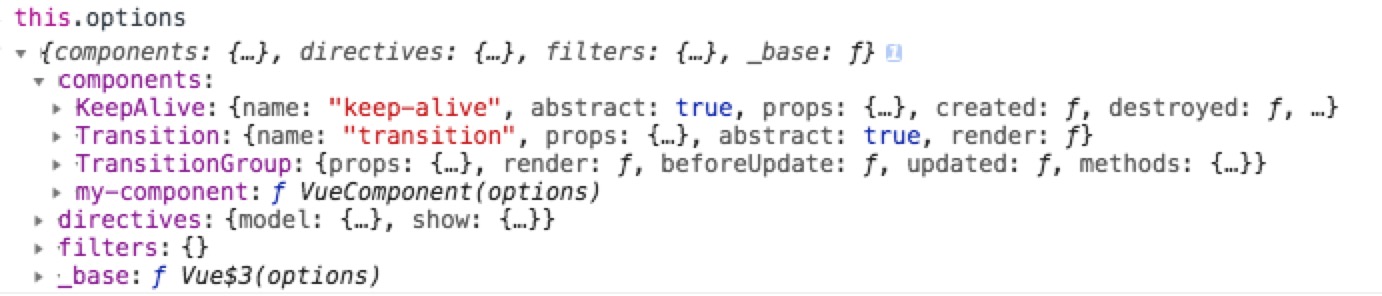 this.options
{components: {…}, directives: {…}, filters: {…}, _base: ƒ} i
components:
KeepAlive: {name: "keep-alive", abstract: true, props: {…}, created: ƒ, destroyed: ƒ, …}
Transition: {name: "transition", props: {…}, abstract: true, render: ƒ}
TransitionGroup: {props: {…}, render: ƒ, beforeUpdate: ƒ, updated: ƒ, methods: {…}}
my-component: ƒ VueComponent(options)
directives: {model: {…}, show: {…}}
filters: {}
_base: ƒ Vue$3(options)